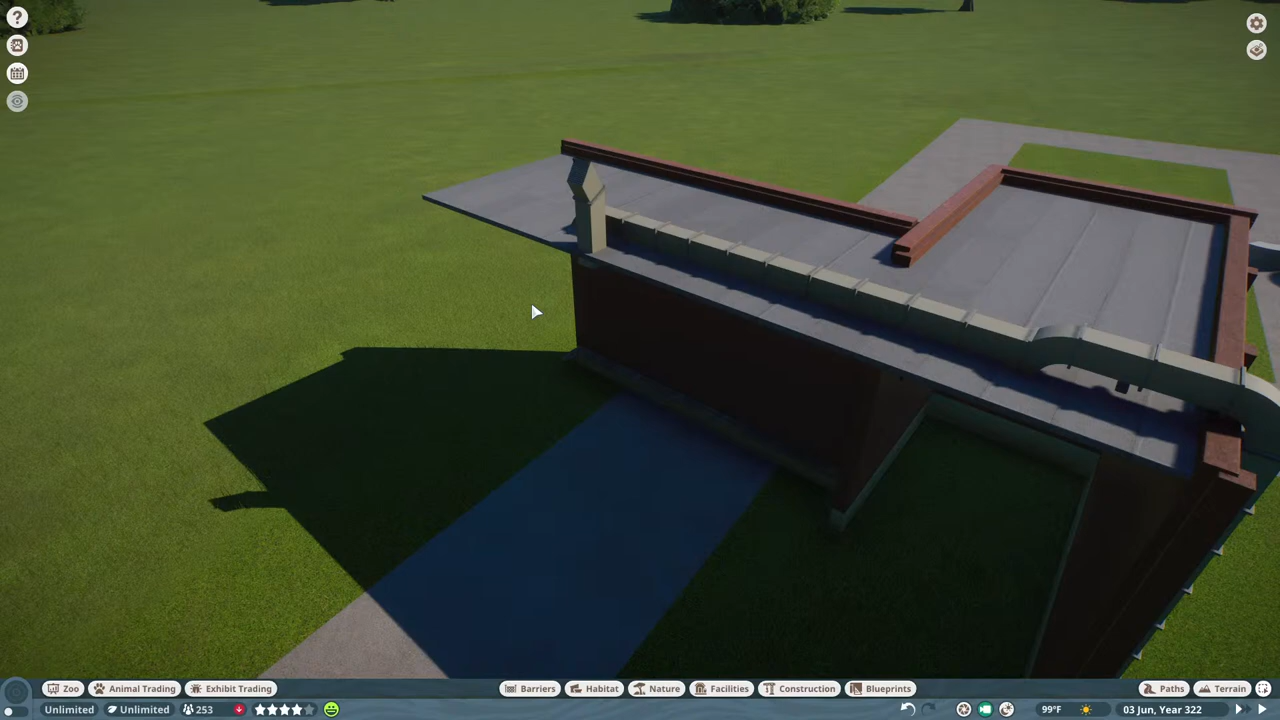 ?
Zoo
Animal Trading
Exhibit Trading
Barriers
Habitat
Nature
Facilities
Construction
Blueprints
Paths
Terrain
Unlimited
Unlimited
253
99°F
03 Jun, Year 322